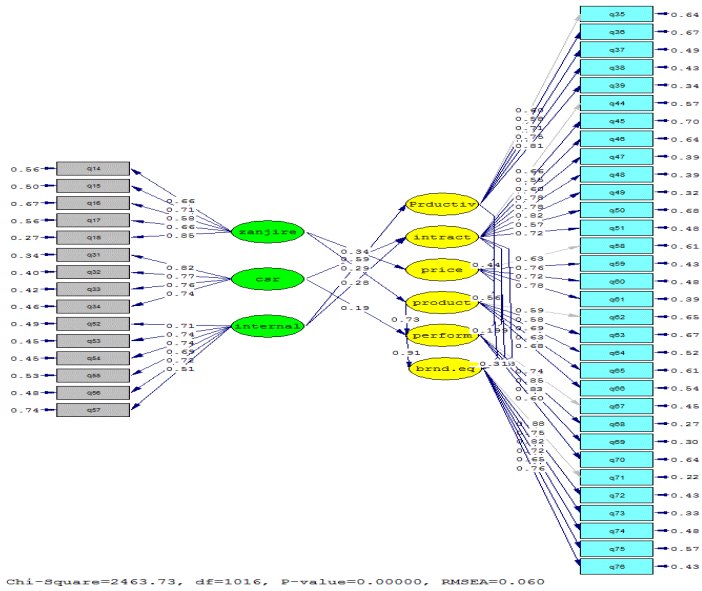 q35 0.64
q36 0.67
q37 0.49
q38 0.43
q39 0.34
q44 0.57
q45 0.70
q46 0.64
q47 0.39
q48 0.39
q49 0.32
q50 0.68
q51 0.48
q58 0.61
q59 0.43
q60 0.48
q61 0.39
q62 0.65
q63 0.67
q64 0.52
q65 0.61
q66 0.54
q67 0.45
q68 0.27
q69 0.30
q70 0.64
q71 0.22
q72 0.43
q73 0.33
q74 0.48
q75 0.57
q76 0.43
0.56 q14
0.50 q15
0.67 q16
0.56 q17
0.27 q18
0.34 q31
0.40 q32
0.42 q33
0.46 q34
0.49 q52
0.45 q53
0.45 q54
0.53 q55
0.48 q56
0.74 q57
0.66
0.71
0.58
0.66
0.85
0.82
0.77
0.76
0.74
0.71
0.74
0.74
0.69
0.72
0.51
zanjire
car
internal
0.34
0.59
0.29
0.28
0.19
Prductiv
intract
price
product
perform
brnd.eq
0.44
0.56
0.73
0.91
0.60
0.58
0.71
0.75
0.81
0.66
0.55
0.60
0.78
0.78
0.82
0.57
0.72
0.63
0.76
0.72
0.78
0.59
0.58
0.69
0.63
0.68
0.74
0.85
0.83
0.60
0.88
0.75
0.82
0.72
0.65
0.76
Chi-Square=2463.73, df=1016, P-value=0.00000, RMSEA=0.060